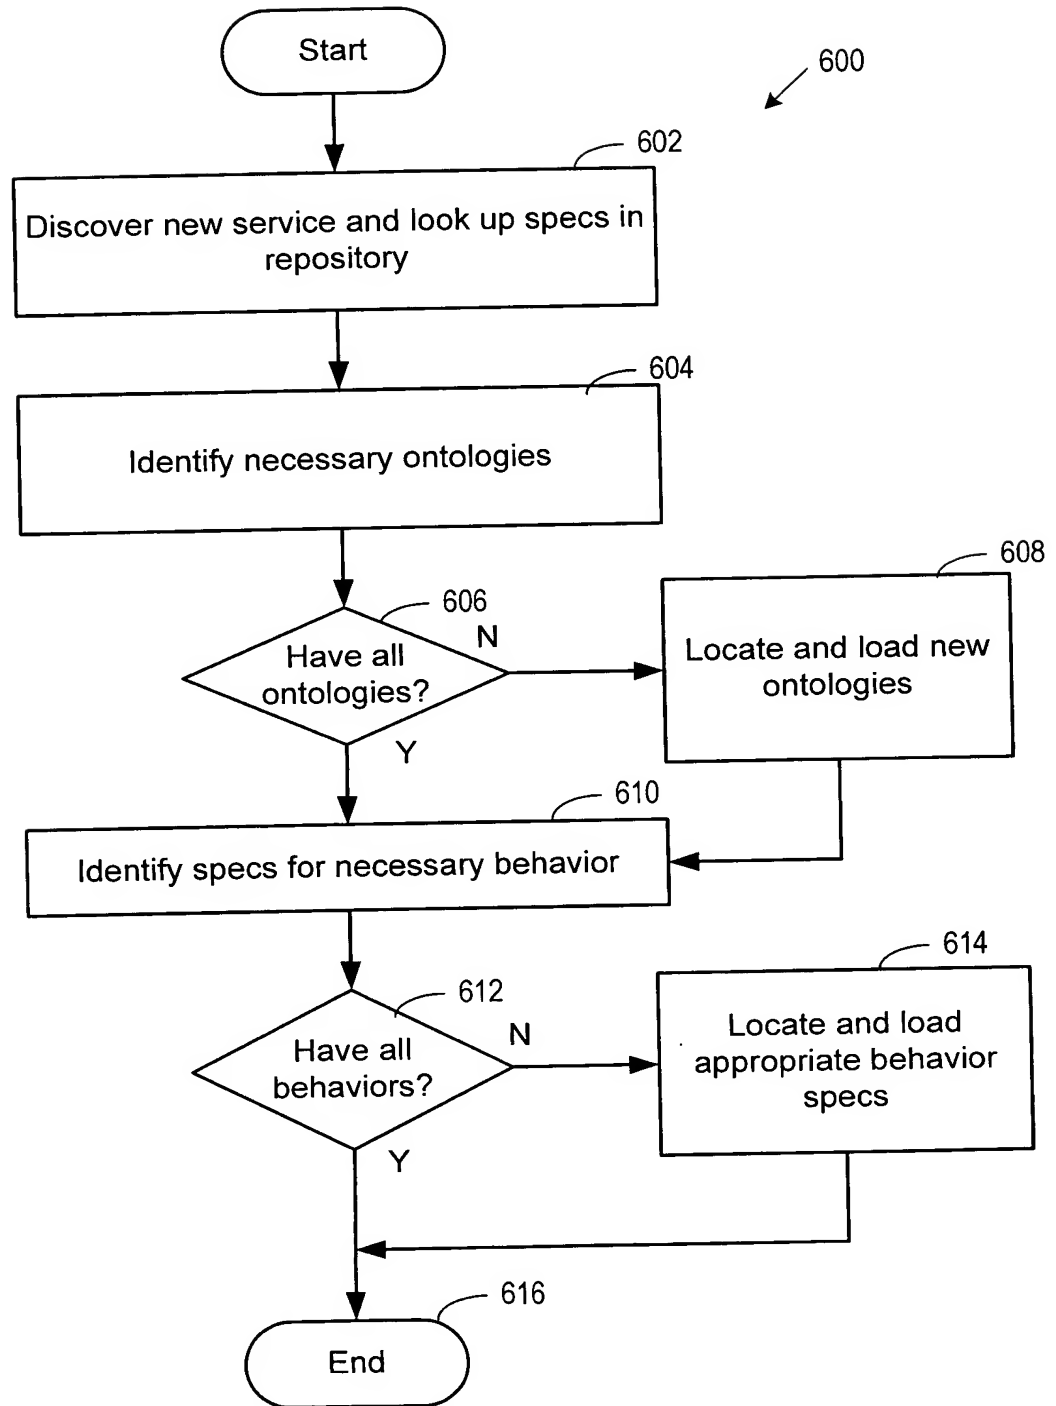 Start
600
602
Discover new service and look up specs in
repository
604
Identify necessary ontologies
606
608
Have all
ontologies?
N
Locate and load new
ontologies
Y
610
Identify specs for necessary behavior
612
614
Have all
behaviors?
N
Locate and load
appropriate behavior
specs
Y
616
End